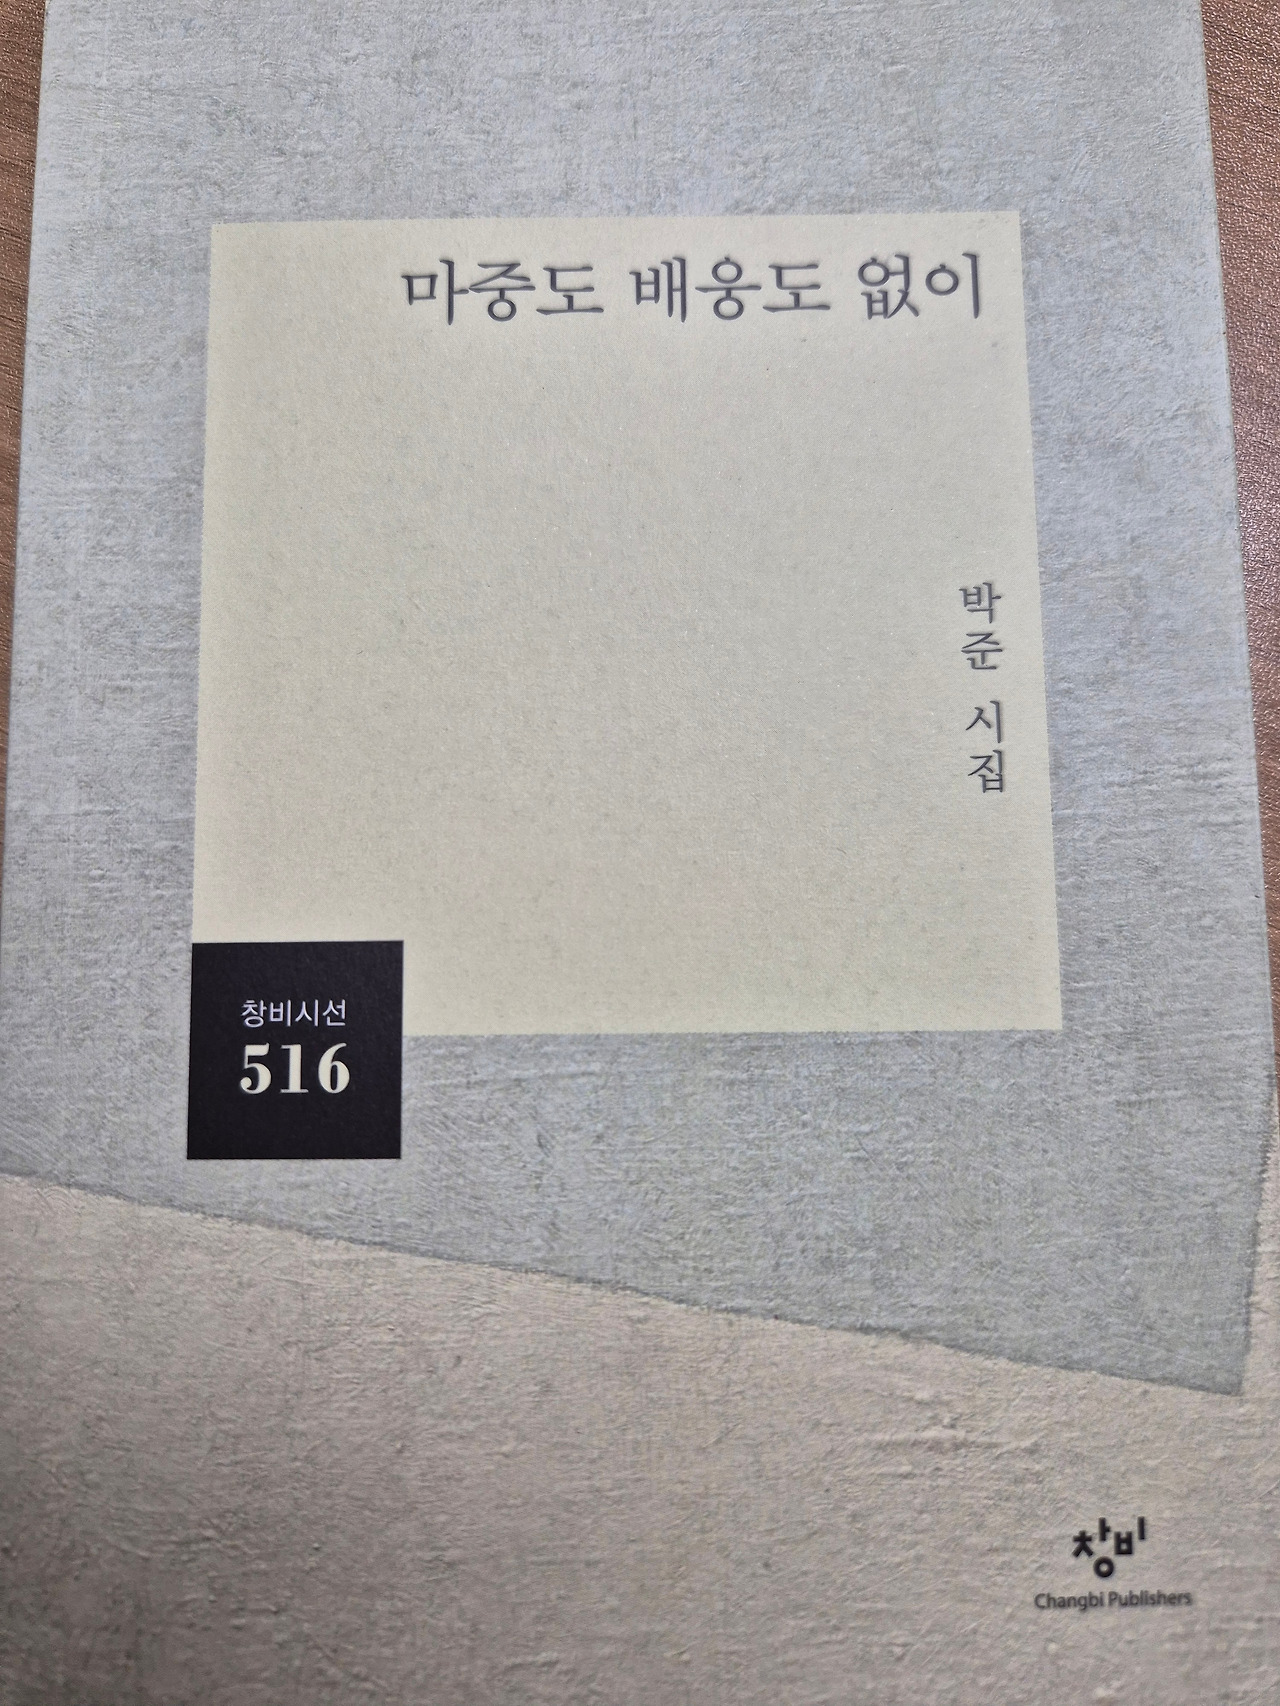 마중도 배웅도 없이
박준 시집
창비시선
516
창비
Changbi Publishers